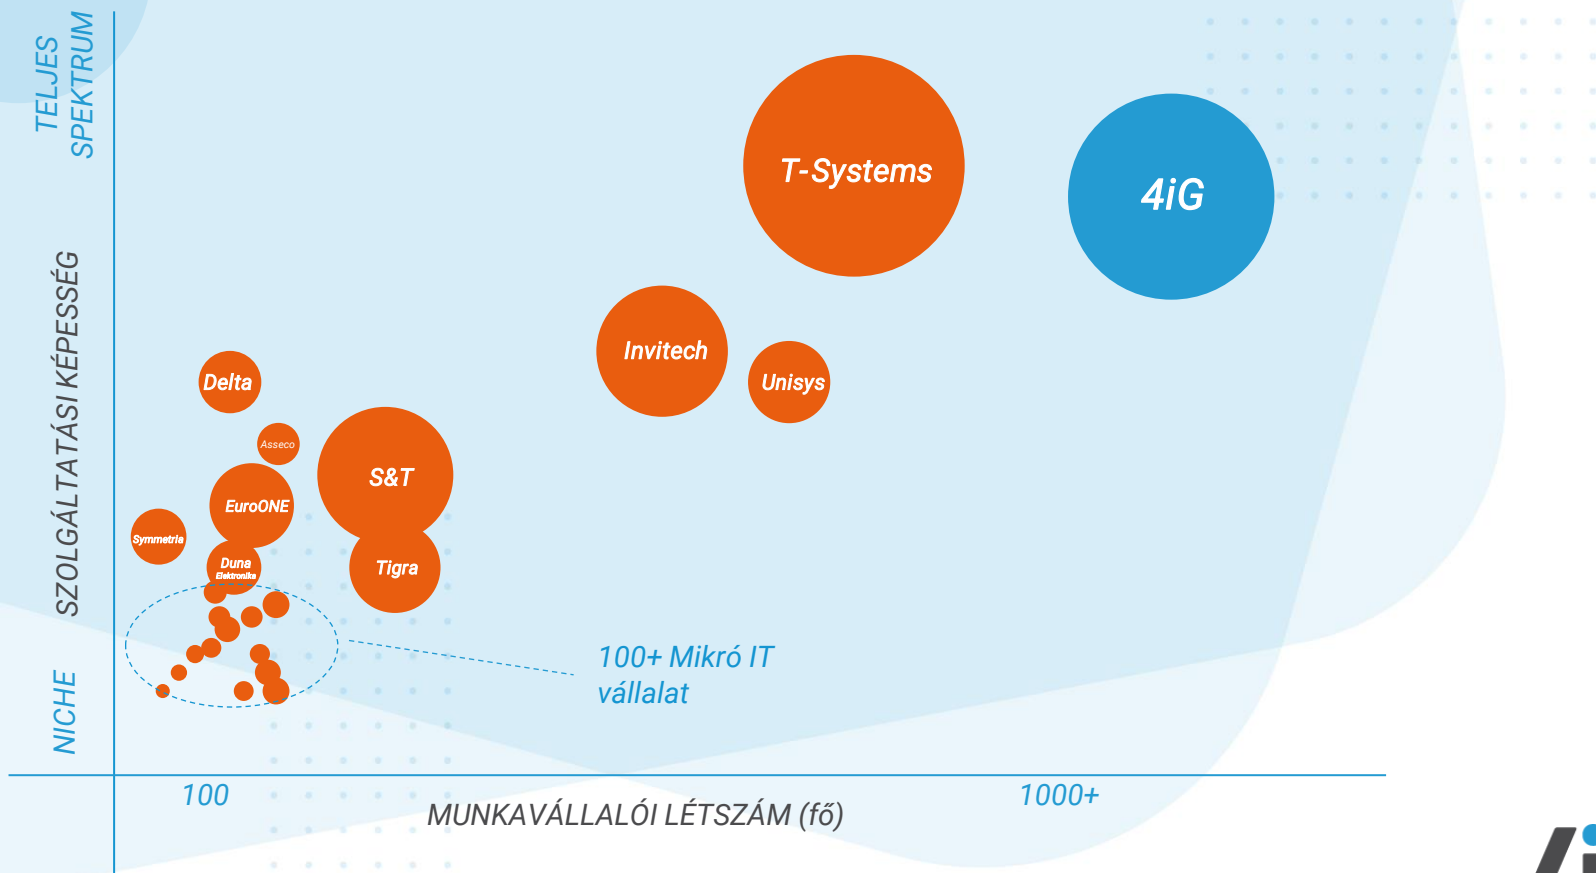 TELJES
SPEKTRUM
SZOLGÁLTATÁSI KÉPESSÉG
NICHE
T-Systems
4iG
Invitech
Unisys
Delta
Asseco
S&T
EuroONE
Symmetria
Duna
Elektronika
Tigra
100+ Mikró IT
vállalat
100
1000+
MUNKAVÁLLALÓI LÉTSZÁM (fő)